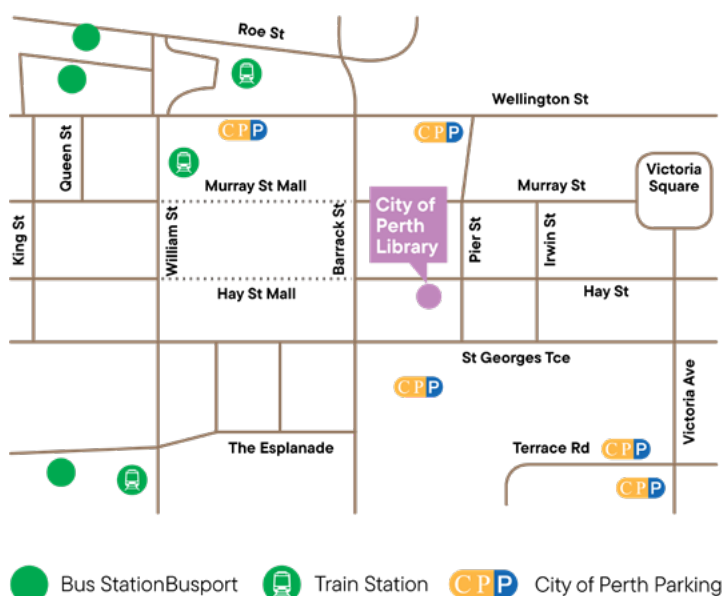 Roe St
Wellington St
CPP
CPP
Queen St
Victoria
Square
Murray St Mall
Murray St
City of
Perth
Library
King St
William St
Barrack St
Pier St
Irwin St
Hay St Mall
Hay St
St Georges Tce
CPP
Victoria Ave
The Esplanade
Terrace Rd
CPP
CPP
Bus StationBusport
Train Station
CPP
City of Perth Parking